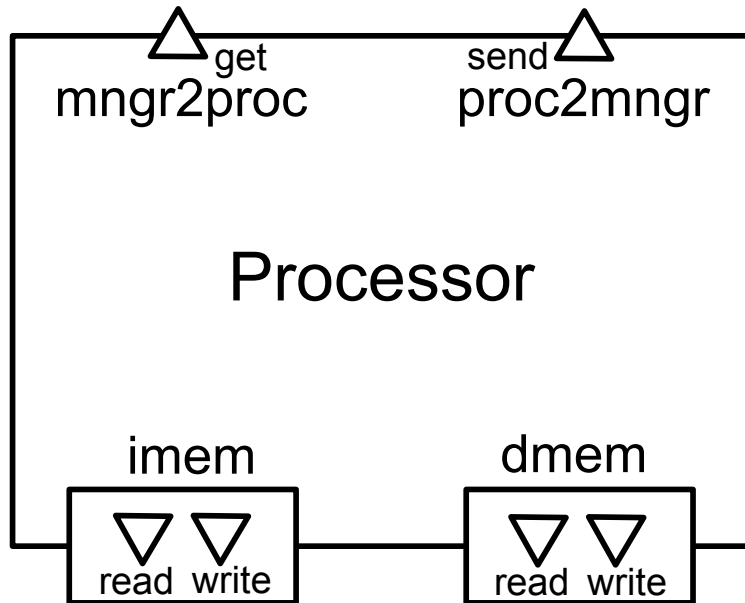 get
send
mngr2proc
proc2mngr
Processor
imem
dmem
read write
read write